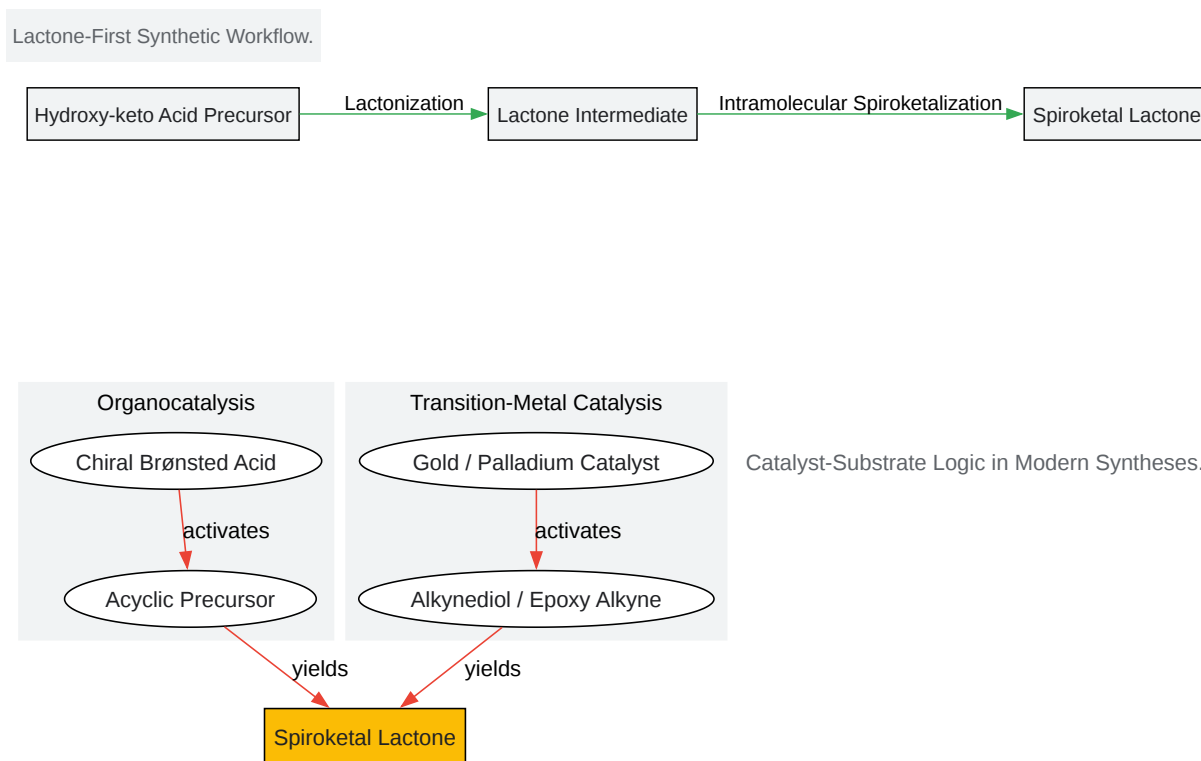 Lactone-First Synthetic Workflow.
Hydroxy-keto Acid Precursor
Lactonization
Lactone Intermediate
Intramolecular Spiroketalization
Spiroketal Lactone
Organocatalysis
Transition-Metal Catalysis
Chiral Brønsted Acid
Gold / Palladium Catalyst
Catalyst-Substrate Logic in Modern Syntheses.
activates
activates
Acyclic Precursor
Alkynediol / Epoxy Alkyne
yields
yields
Spiroketal Lactone